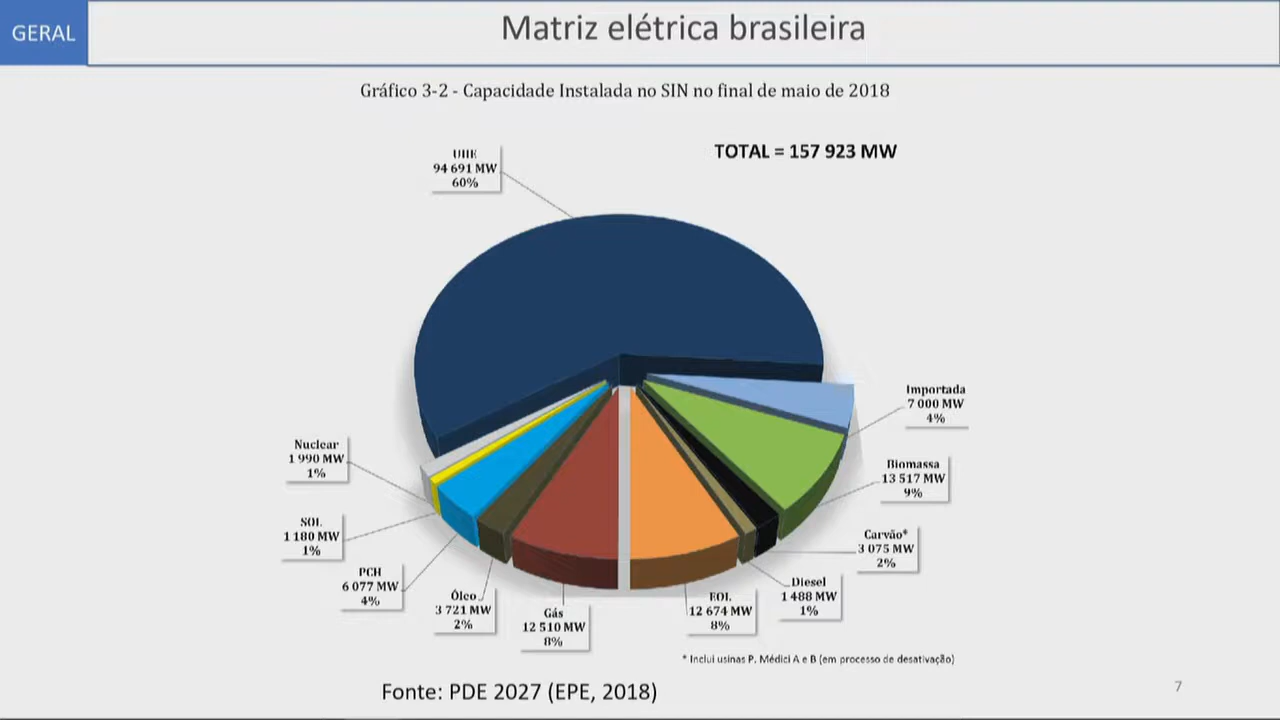 GERAL
Matriz elétrica brasileira
Gráfico 3-2 - Capacidade Instalada no SIN no final de maio de 2018
TOTAL = 157 923 MW
UHE
94 691 MW
60%
Importada
7 000 MW
4%
Biomassa
13 517 MW
9%
Carvão*
3 075 MW
2%
Diesel
1 488 MW
1%
EOL
12 674 MW
8%
Gás
12 510 MW
8%
Óleo
3 721 MW
2%
PCH
6 077 MW
4%
SOL
1 180 MW
1%
Nuclear
1 990 MW
1%
* Inclui usinas P. Médici A e B (em processo de desativação)
Fonte: PDE 2027 (EPE, 2018)
7